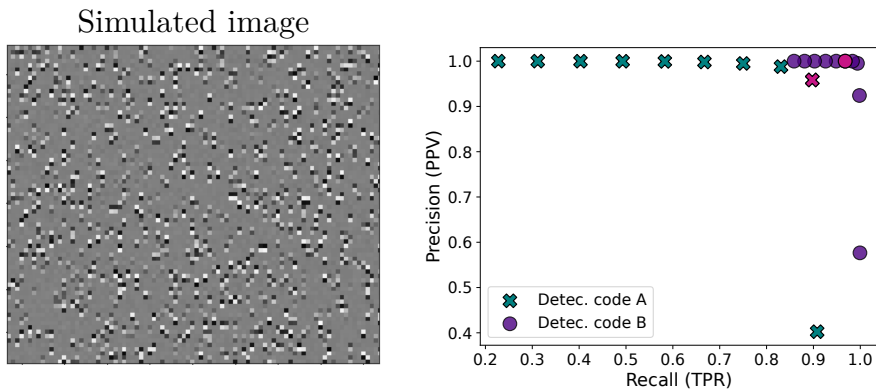 Simulated image
Precision (PPV)
1.0
0.9
0.8
0.7
0.6
0.5
0.4
Detec. code A
Detec. code B
0.2 0.3 0.4 0.5 0.6 0.7 0.8 0.9 1.0
Recall (TPR)